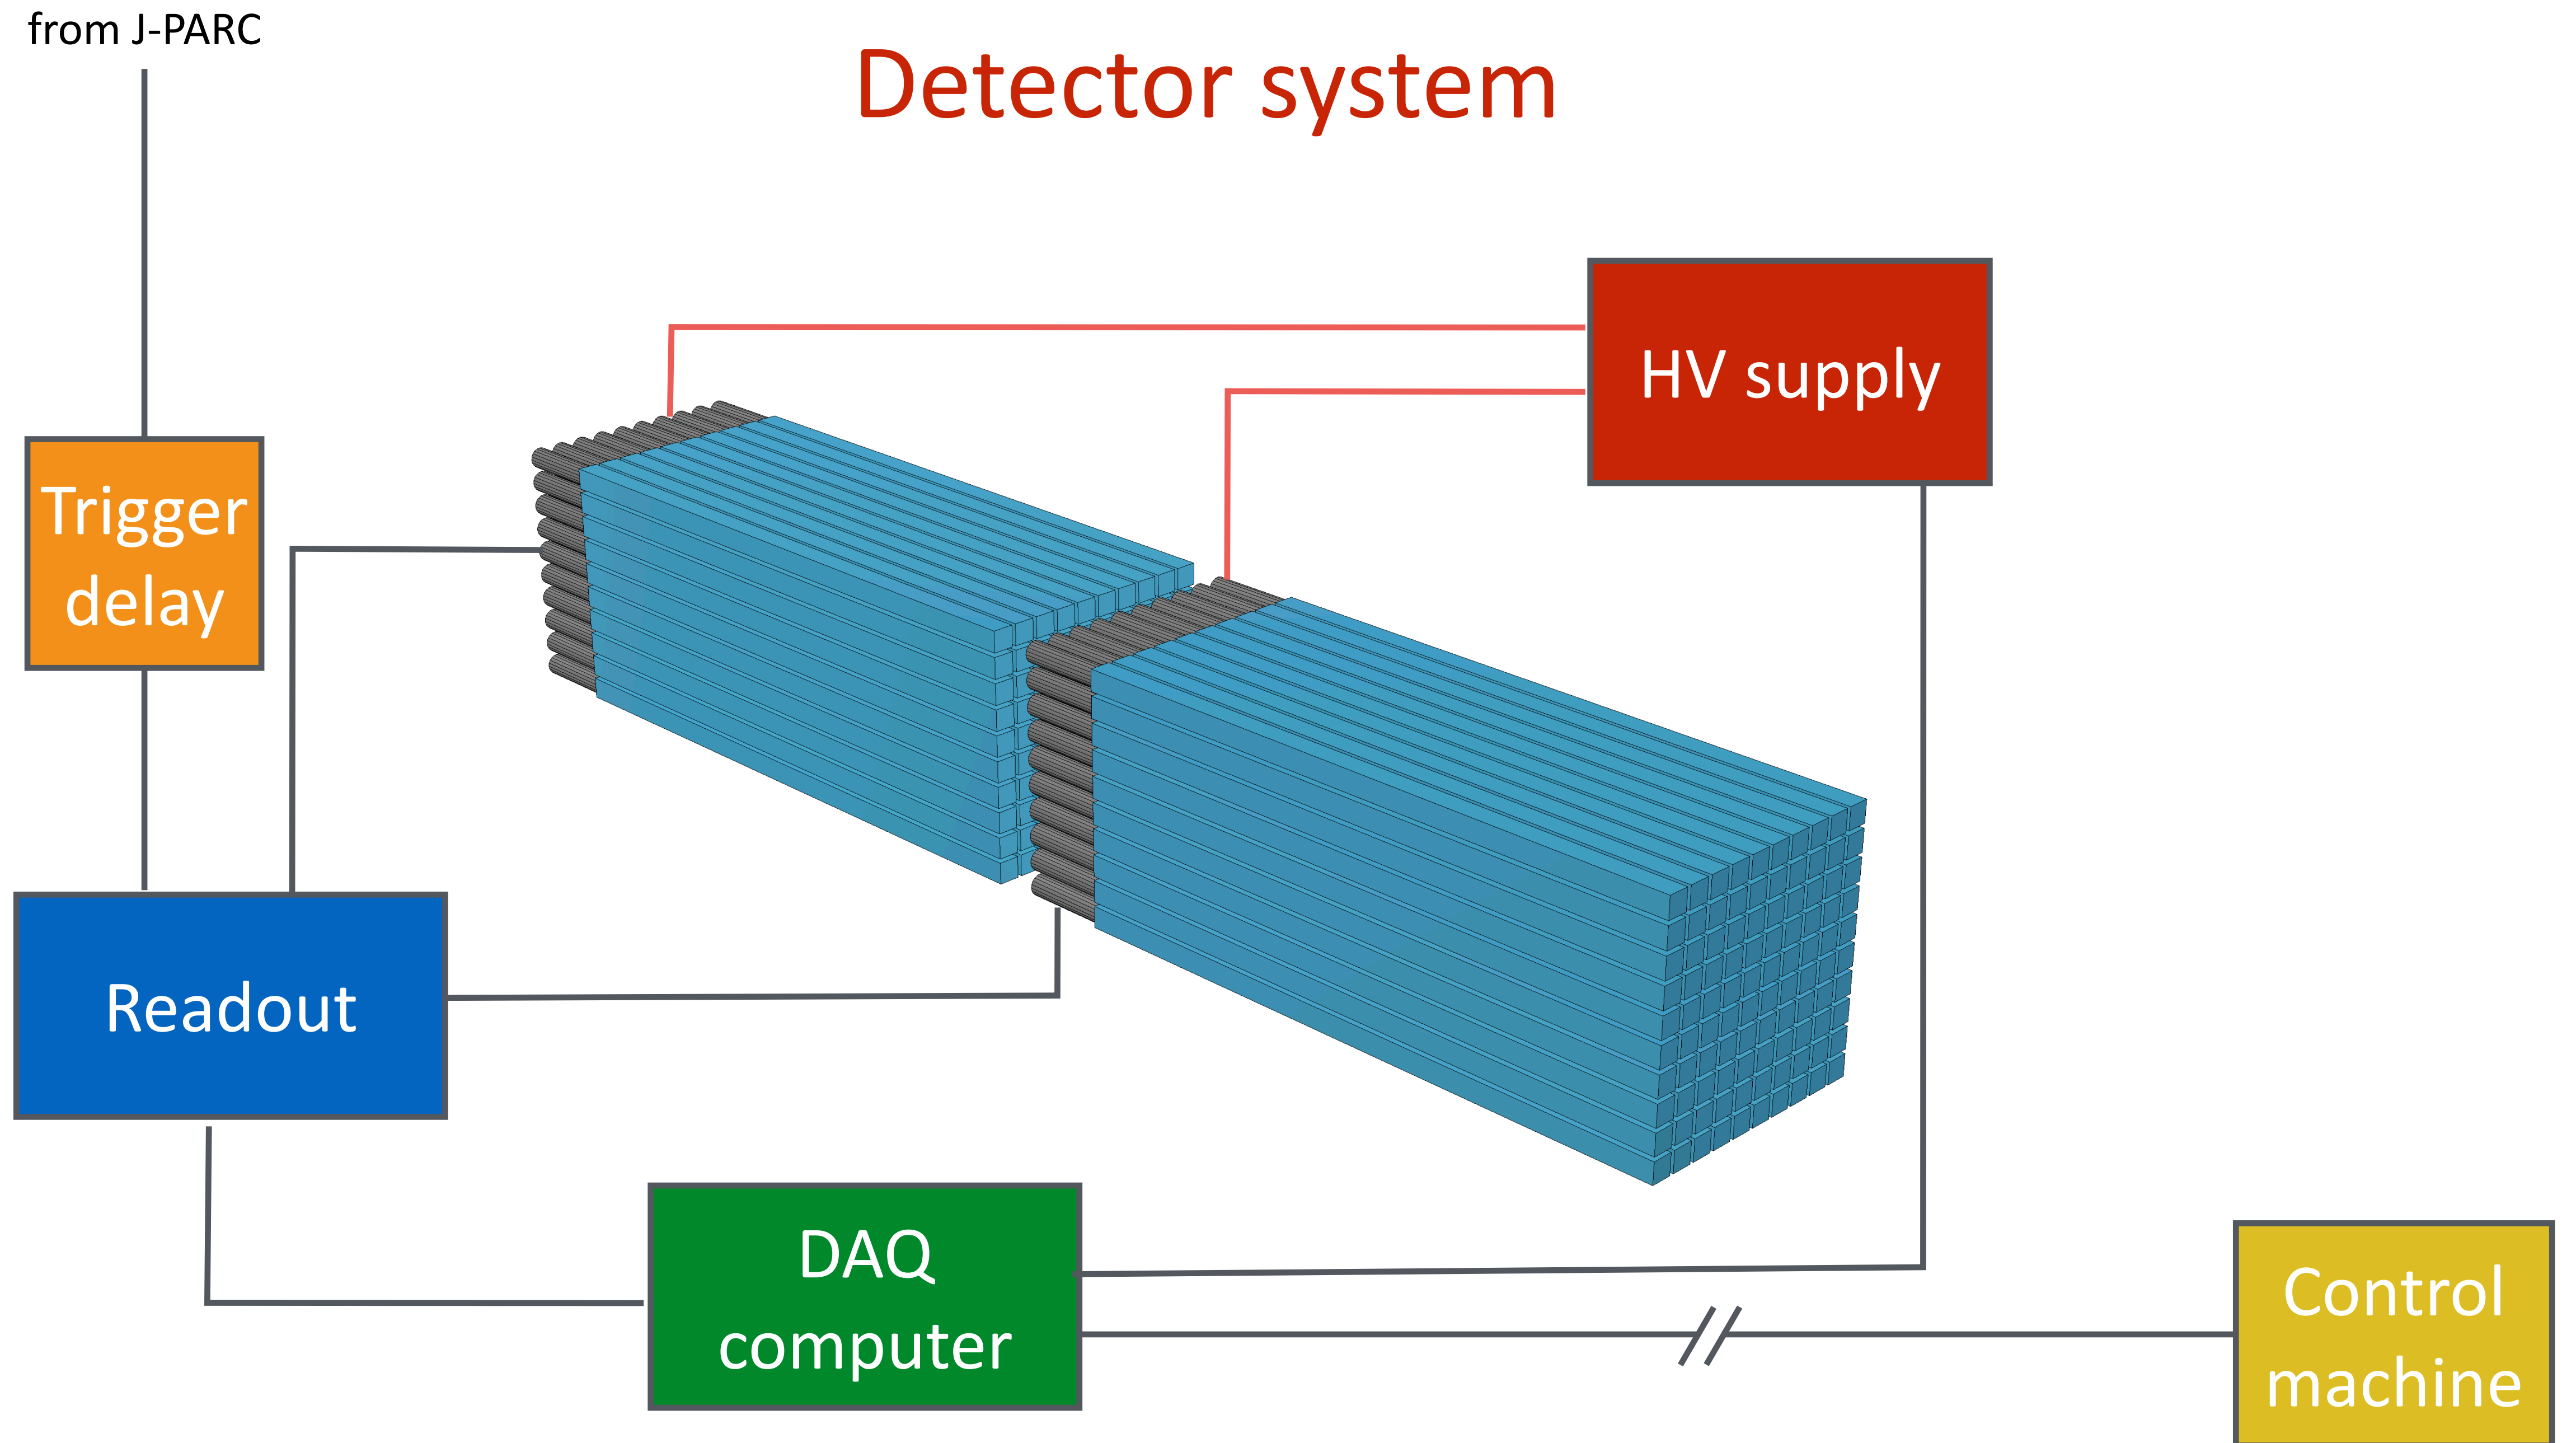 from J-PARC
Detector system
HV supply
Trigger
delay
Readout
DAQ
computer
Control
machine